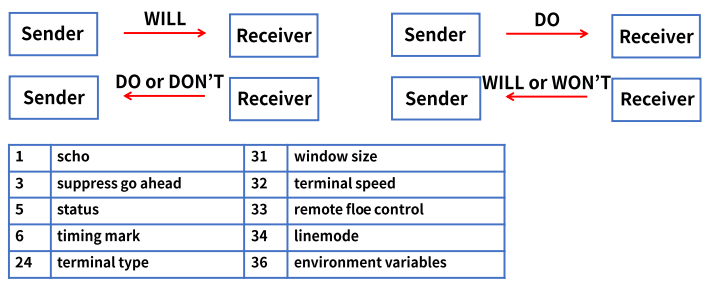 WILL
DO
Sender
Receiver
Sender
Receiver
DO or DON'T
WILL or WON'T
Sender
Receiver
Sender
Receiver
1 scho 31 window size
3 suppress go ahead 32 terminal speed
5 status 33 remote floe control
6 timing mark 34 linemode
24 terminal type 36 environment variables